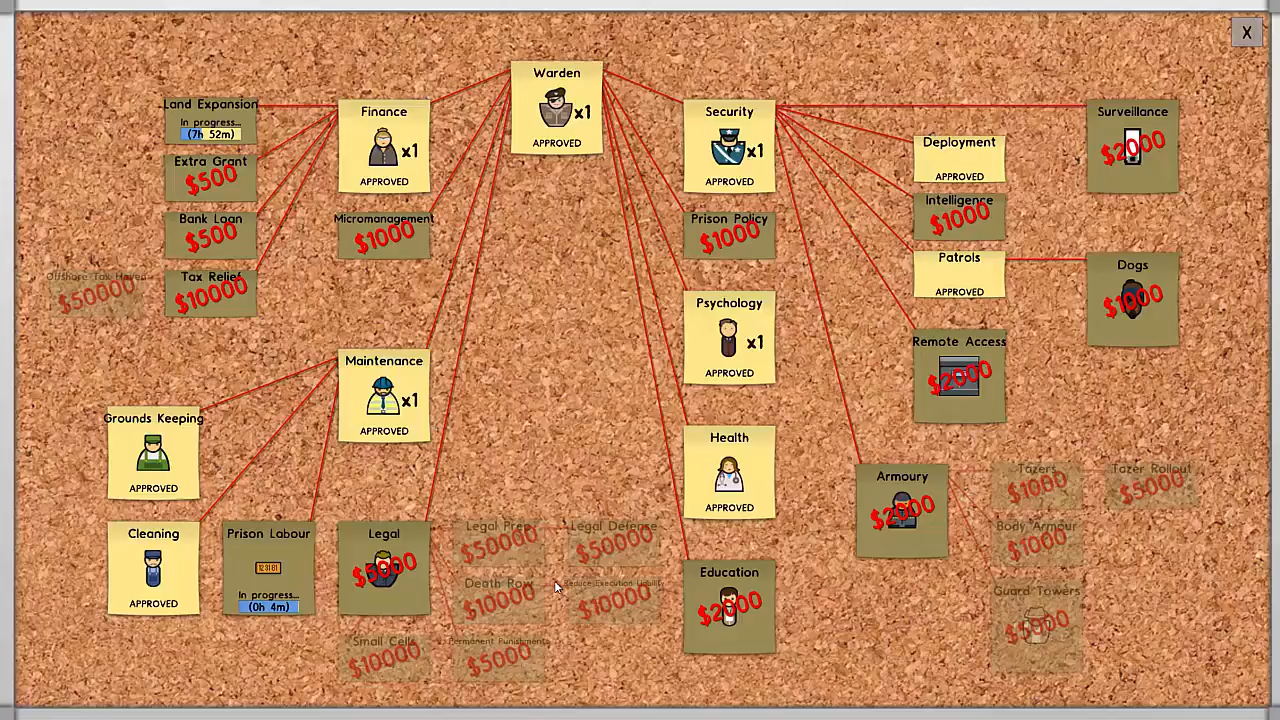 X
Warden
x1
APPROVED
Land Expansion
In progress...
(7h 52m)
Finance
x1
APPROVED
Security
x1
APPROVED
Surveillance
$2000
Deployment
APPROVED
Extra Grant
$500
Intelligence
$1000
Bank Loan
$500
Micromanagement
$1000
Prison Policy
$1000
Patrols
APPROVED
Dogs
$1000
Offshore Tax Haven
$50000
Tax Relief
$10000
Psychology
x1
APPROVED
Remote Access
$2000
Maintenance
x1
APPROVED
Grounds Keeping
APPROVED
Health
APPROVED
Armoury
$2000
Tazers
$1000
Tazer Rollout
$5000
Cleaning
APPROVED
Prison Labour
In progress...
(0h 4m)
Legal
$5000
Legal Prep
$50000
Legal Defense
$50000
Body Armour
$1000
Death Row
$10000
Reduce Execution Liability
$10000
Education
$2000
Guard Towers
$5000
Small Cells
$10000
Permanent Punishments
$5000